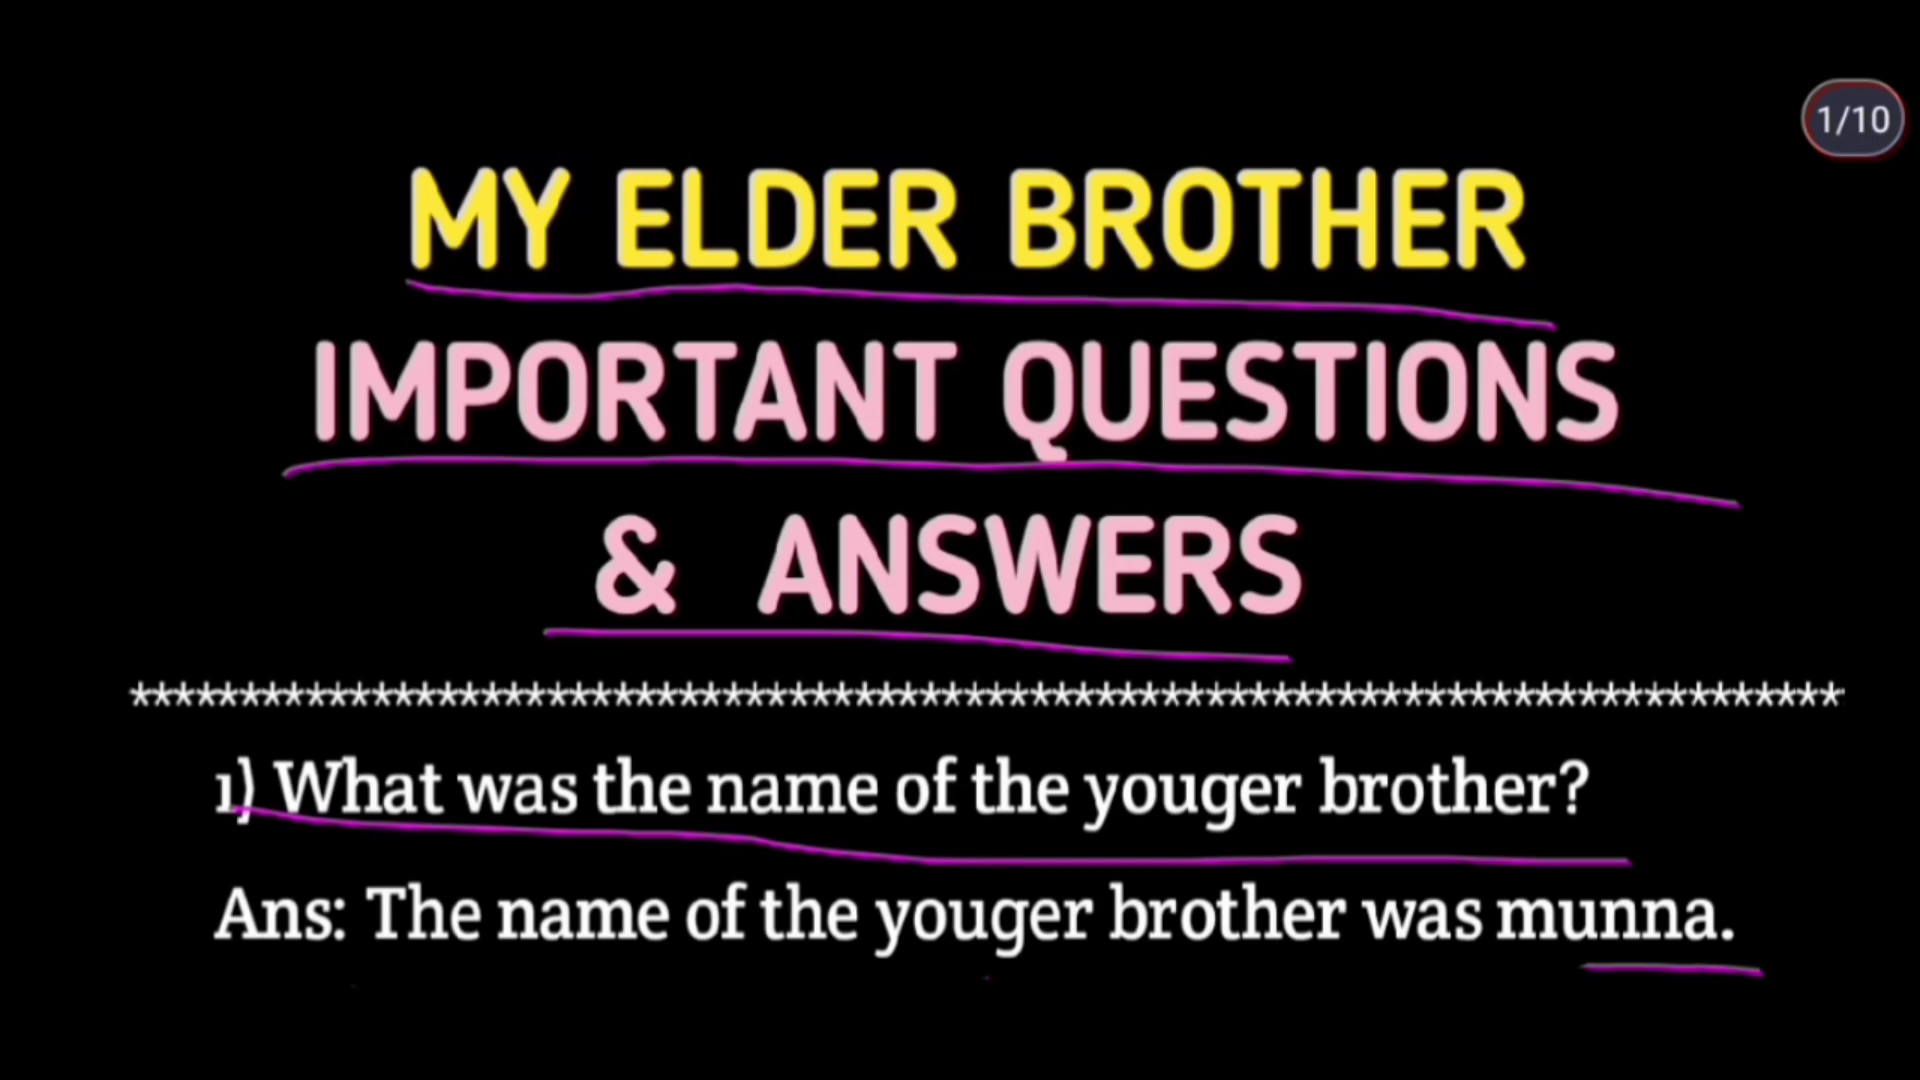 1/10
MY ELDER BROTHER
IMPORTANT QUESTIONS
& ANSWERS
******************************************************************************
1) What was the name of the youger brother?
Ans: The name of the youger brother was munna.